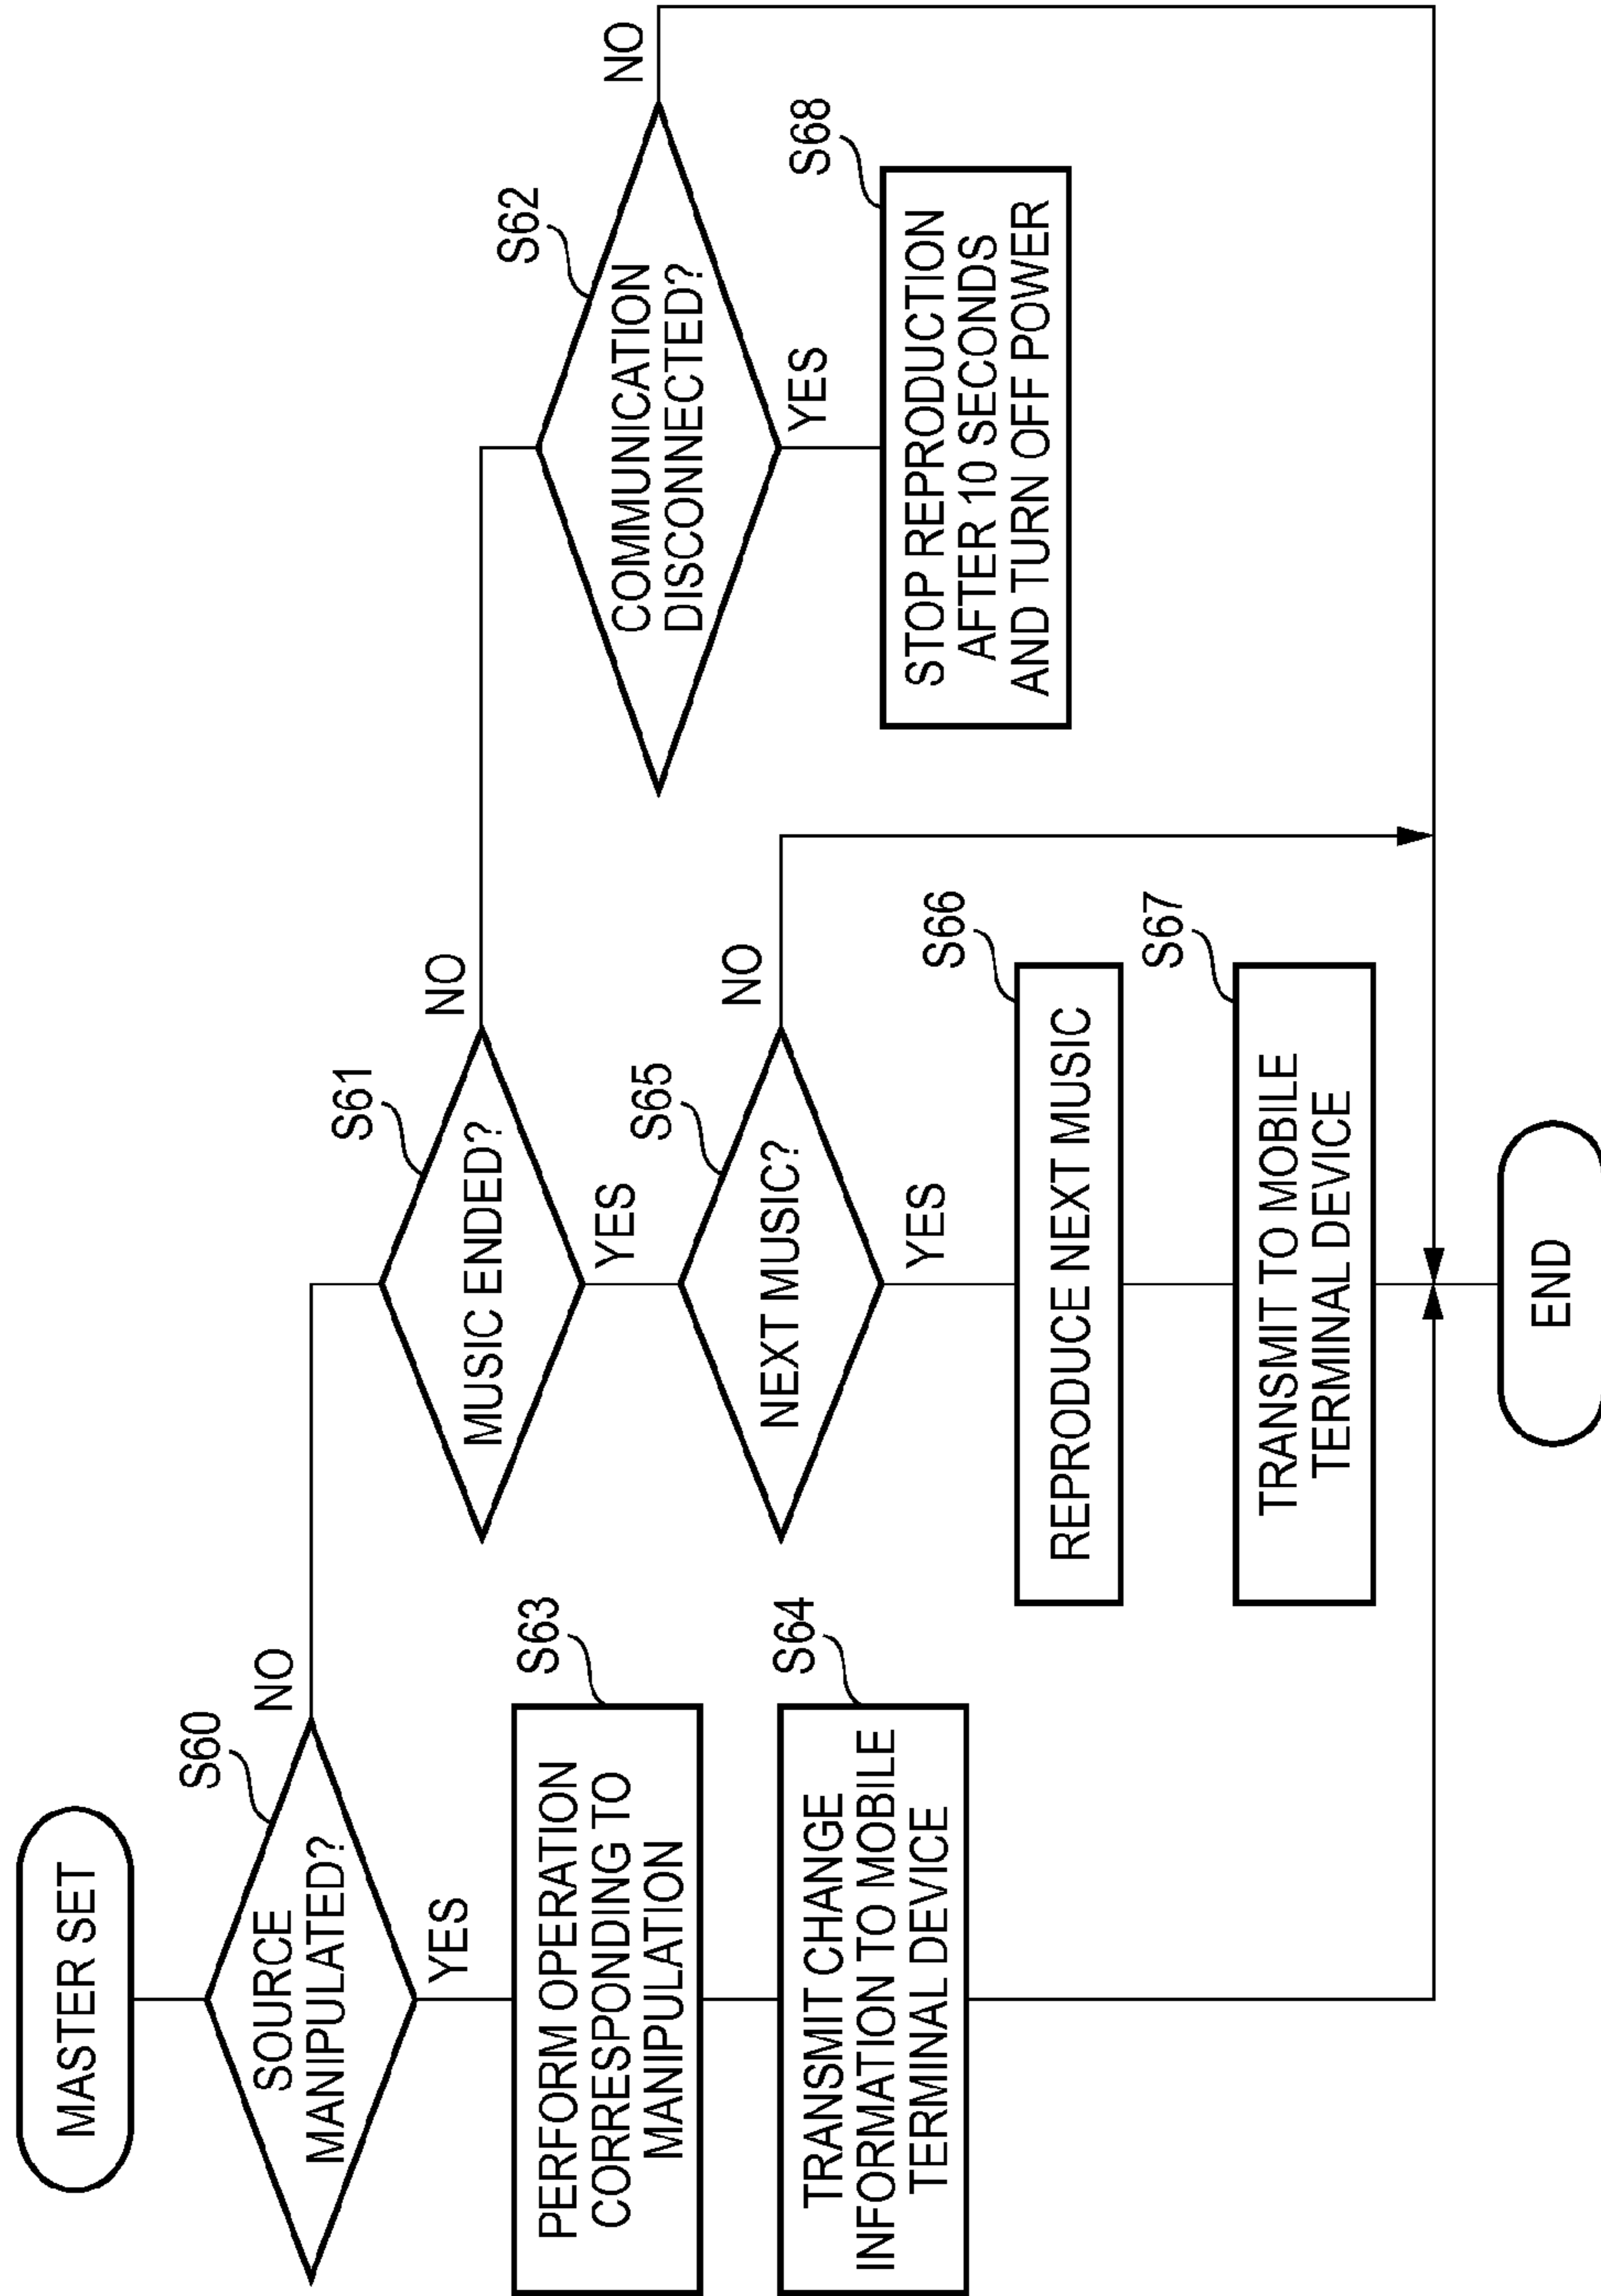 MASTER SET
S60
SOURCE
MANIPULATED?
NO
YES
S63
PERFORM OPERATION
CORRESPONDING TO
MANIPULATION
S64
TRANSMIT CHANGE
INFORMATION TO MOBILE
TERMINAL DEVICE
S61
MUSIC ENDED?
NO
YES
S65
NEXT MUSIC?
NO
YES
S66
REPRODUCE NEXT MUSIC
S67
TRANSMIT TO MOBILE
TERMINAL DEVICE
S62
COMMUNICATION
DISCONNECTED?
NO
YES
S68
STOP REPRODUCTION
AFTER 10 SECONDS
AND TURN OFF POWER
END